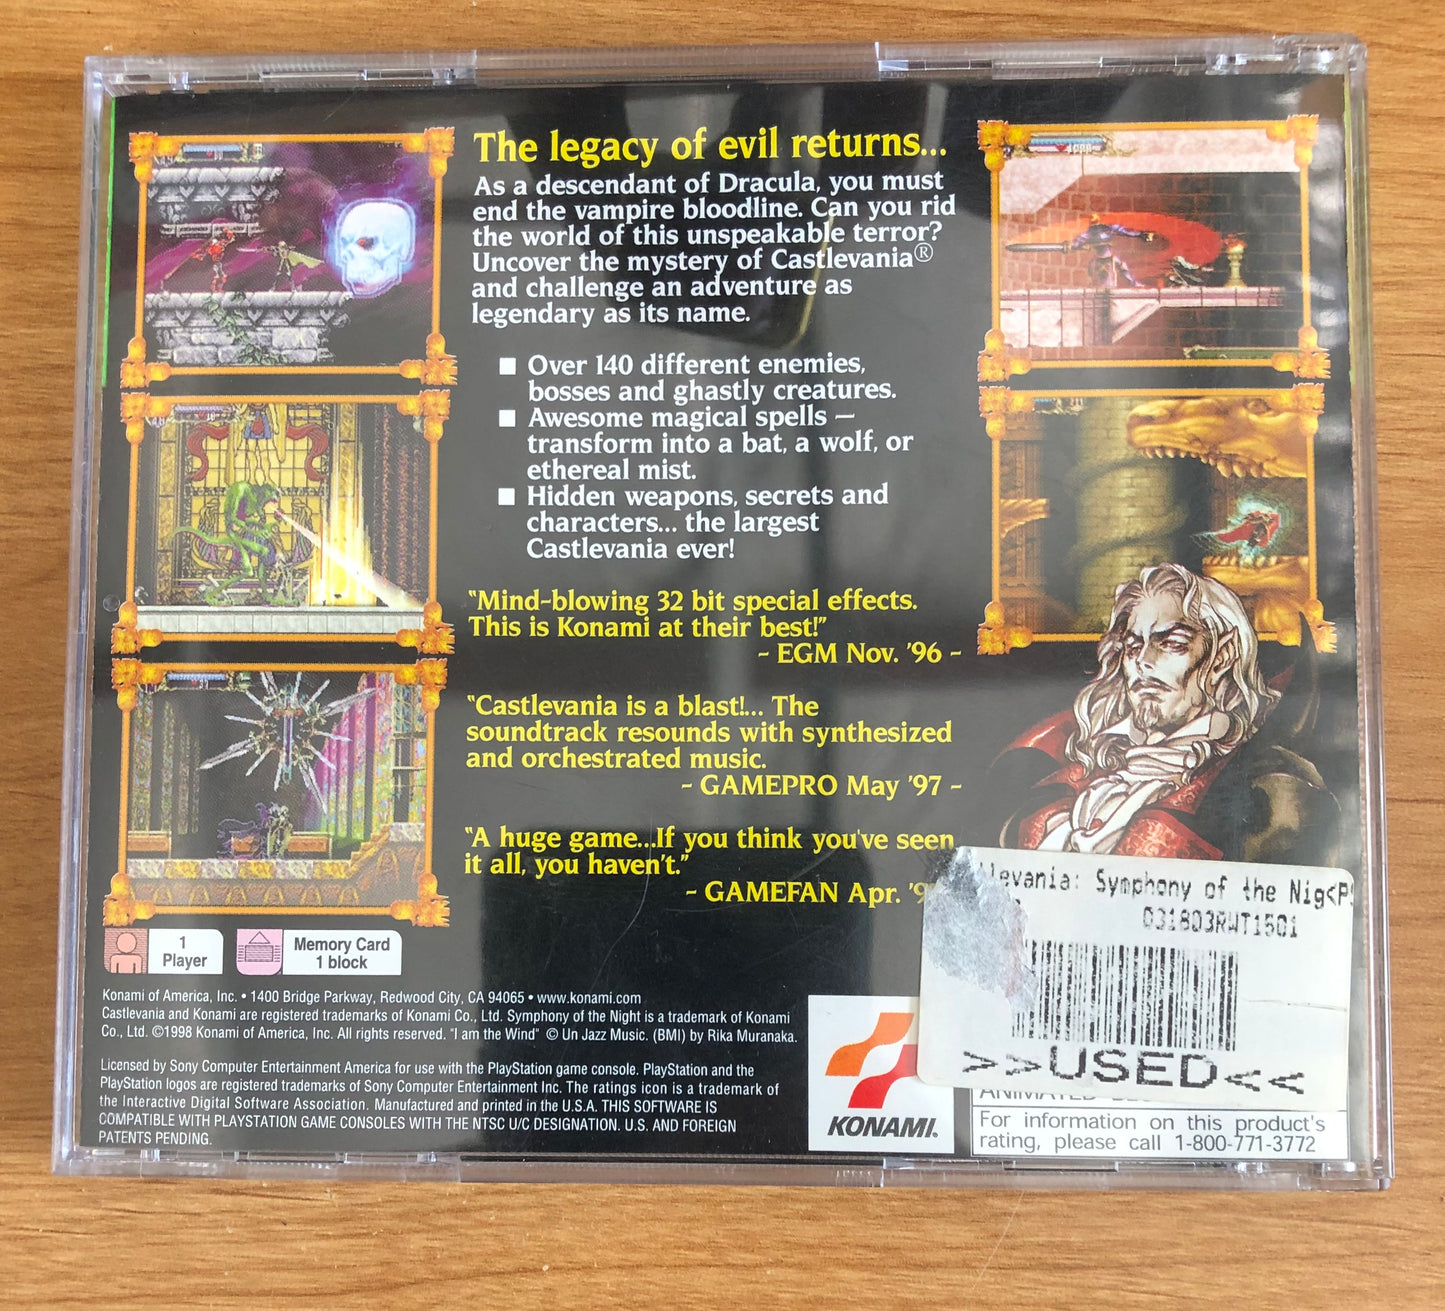 The legacy of evil returns...
As a descendant of Dracula, you must
end the vampire bloodline. Can you rid
the world of this unspeakable terror?
Uncover the mystery of Castlevania®
and challenge an adventure as
legendary as its name.
■ Over 140 different enemies,
bosses and ghastly creatures.
■ Awesome magical spells —
transform into a bat, a wolf, or
ethereal mist.
■ Hidden weapons, secrets and
characters... the largest
Castlevania ever!
"Mind-blowing 32 bit special effects.
This is Konami at their best!"
- EGM Nov. '96 -
"Castlevania is a blast!... The
soundtrack resounds with synthesized
and orchestrated music.
- GAMEPRO May '97 -
"A huge game...If you think you've seen
it all, you haven't."
- GAMEFAN Apr.
1
Player
Memory Card
1 block
Konami of America, Inc. • 1400 Bridge Parkway, Redwood City, CA 94065 • www.konami.com
Castlevania and Konami are registered trademarks of Konami Co., Ltd. Symphony of the Night is a trademark of Konami
Co., Ltd. ©1998 Konami of America, Inc. All rights reserved. "I am the Wind" © Un Jazz Music. (BMI) by Rika Muranaka.
Licensed by Sony Computer Entertainment America for use with the PlayStation game console. PlayStation and the
PlayStation logos are registered trademarks of Sony Computer Entertainment Inc. The ratings icon is a trademark of
the Interactive Digital Software Association. Manufactured and printed in the U.S.A. THIS SOFTWARE IS
COMPATIBLE WITH PLAYSTATION GAME CONSOLES WITH THE NTSC U/C DESIGNATION. U.S. AND FOREIGN
PATENTS PENDING.
KONAMI.
levania: Symphony of the Nig<PS
031803RWT1501
>>USED<<
ANIMATED
For information on this product's
rating, please call 1-800-771-3772